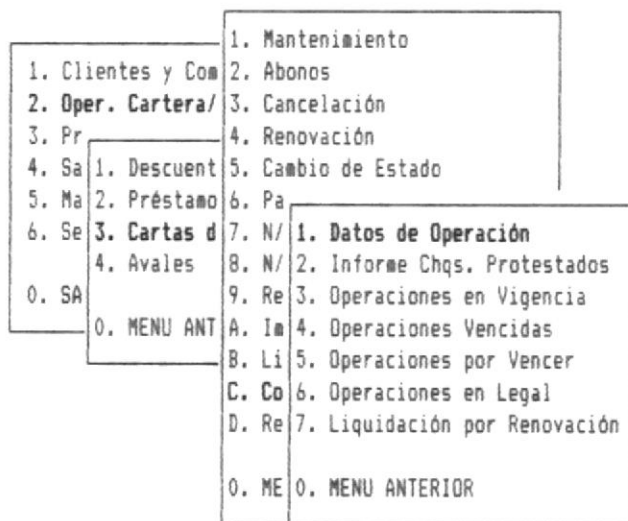 1. Clientes y Com
2. Oper. Cartera/
3. Pr
4. Sa
5. Ma
6. Se
0. SA
1. Descuent
2. Préstamo
3. Cartas d
4. Avales
0. MENU ANT
1. Mantenimiento
2. Abonos
3. Cancelación
4. Renovación
5. Cambio de Estado
6. Pa
7. N/
8. N/
9. Re
A. Im
B. Li
C. Co
D. Re
0. ME
1. Datos de Operación
2. Informe Chqs. Protestados
3. Operaciones en Vigencia
4. Operaciones Vencidas
5. Operaciones por Vencer
6. Operaciones en Legal
7. Liquidación por Renovación
0. MENU ANTERIOR